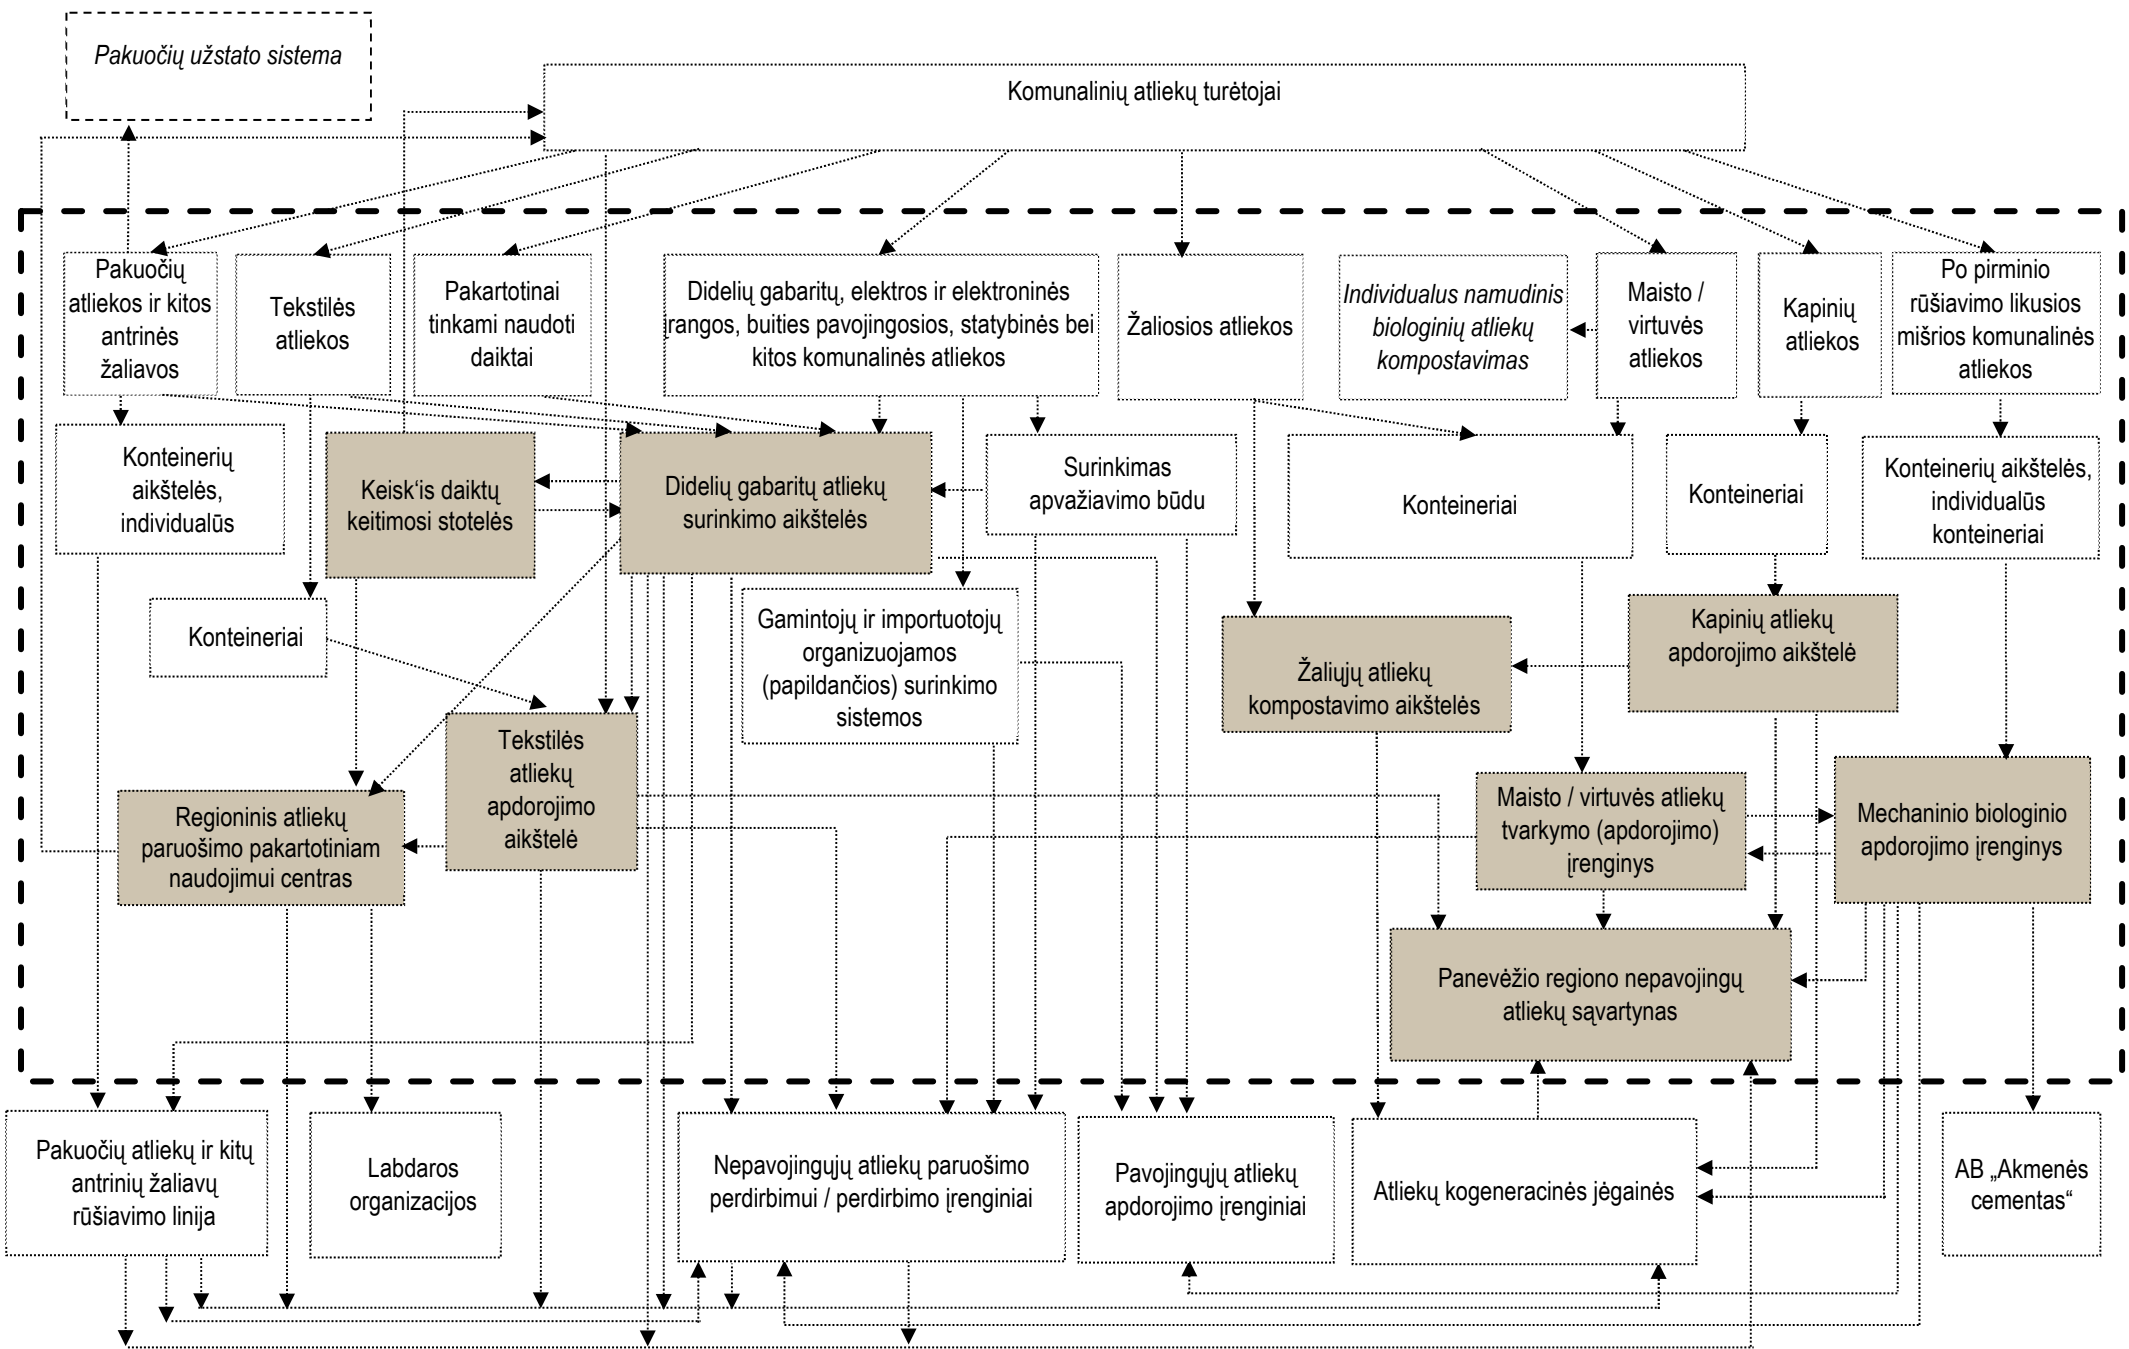 Pakuočių užstato sistema
Komunalinių atliekų turėtojai
Pakuočių
atliekos ir kitos
antrinės
žaliavos
Tekstilės
atliekos
Pakartotinai
tinkami naudoti
daiktai
Didelių gabaritų, elektros ir elektroninės
įrangos, buities pavojingosios, statybinės bei
kitos komunalinės atliekos
Žaliosios atliekos
Individualus namudinis
biologinių atliekų
kompostavimas
Maisto /
virtuvės
atliekos
Kapinių
atliekos
Po pirminio
rūšiavimo likusios
mišrios komunalinės
atliekos
Konteinerių
aikštelės,
individualūs
Keisk‘is daiktų
keitimosi stotelės
Didelių gabaritų atliekų
surinkimo aikštelės
Surinkimas
apvažiavimo būdu
Konteineriai
Konteineriai
Konteinerių aikštelės,
individualūs
konteineriai
Konteineriai
Gamintojų ir importuotojų
organizuojamos
(papildančios) surinkimo
sistemos
Žaliųjų atliekų
kompostavimo aikštelės
Kapinių atliekų
apdorojimo aikštelė
Tekstilės
atliekų
apdorojimo
aikštelė
Regioninis atliekų
paruošimo pakartotiniam
naudojimui centras
Maisto / virtuvės atliekų
tvarkymo (apdorojimo)
įrenginys
Mechaninio biologinio
apdorojimo įrenginys
Panevėžio regiono nepavojingų
atliekų sąvartynas
Pakuočių atliekų ir kitų
antrinių žaliavų
rūšiavimo linija
Labdaros
organizacijos
Nepavojingųjų atliekų paruošimo
perdirbimui / perdirbimo įrenginiai
Pavojingųjų atliekų
apdorojimo įrenginiai
Atliekų kogeneracinės jėgainės
AB „Akmenės
cementas“